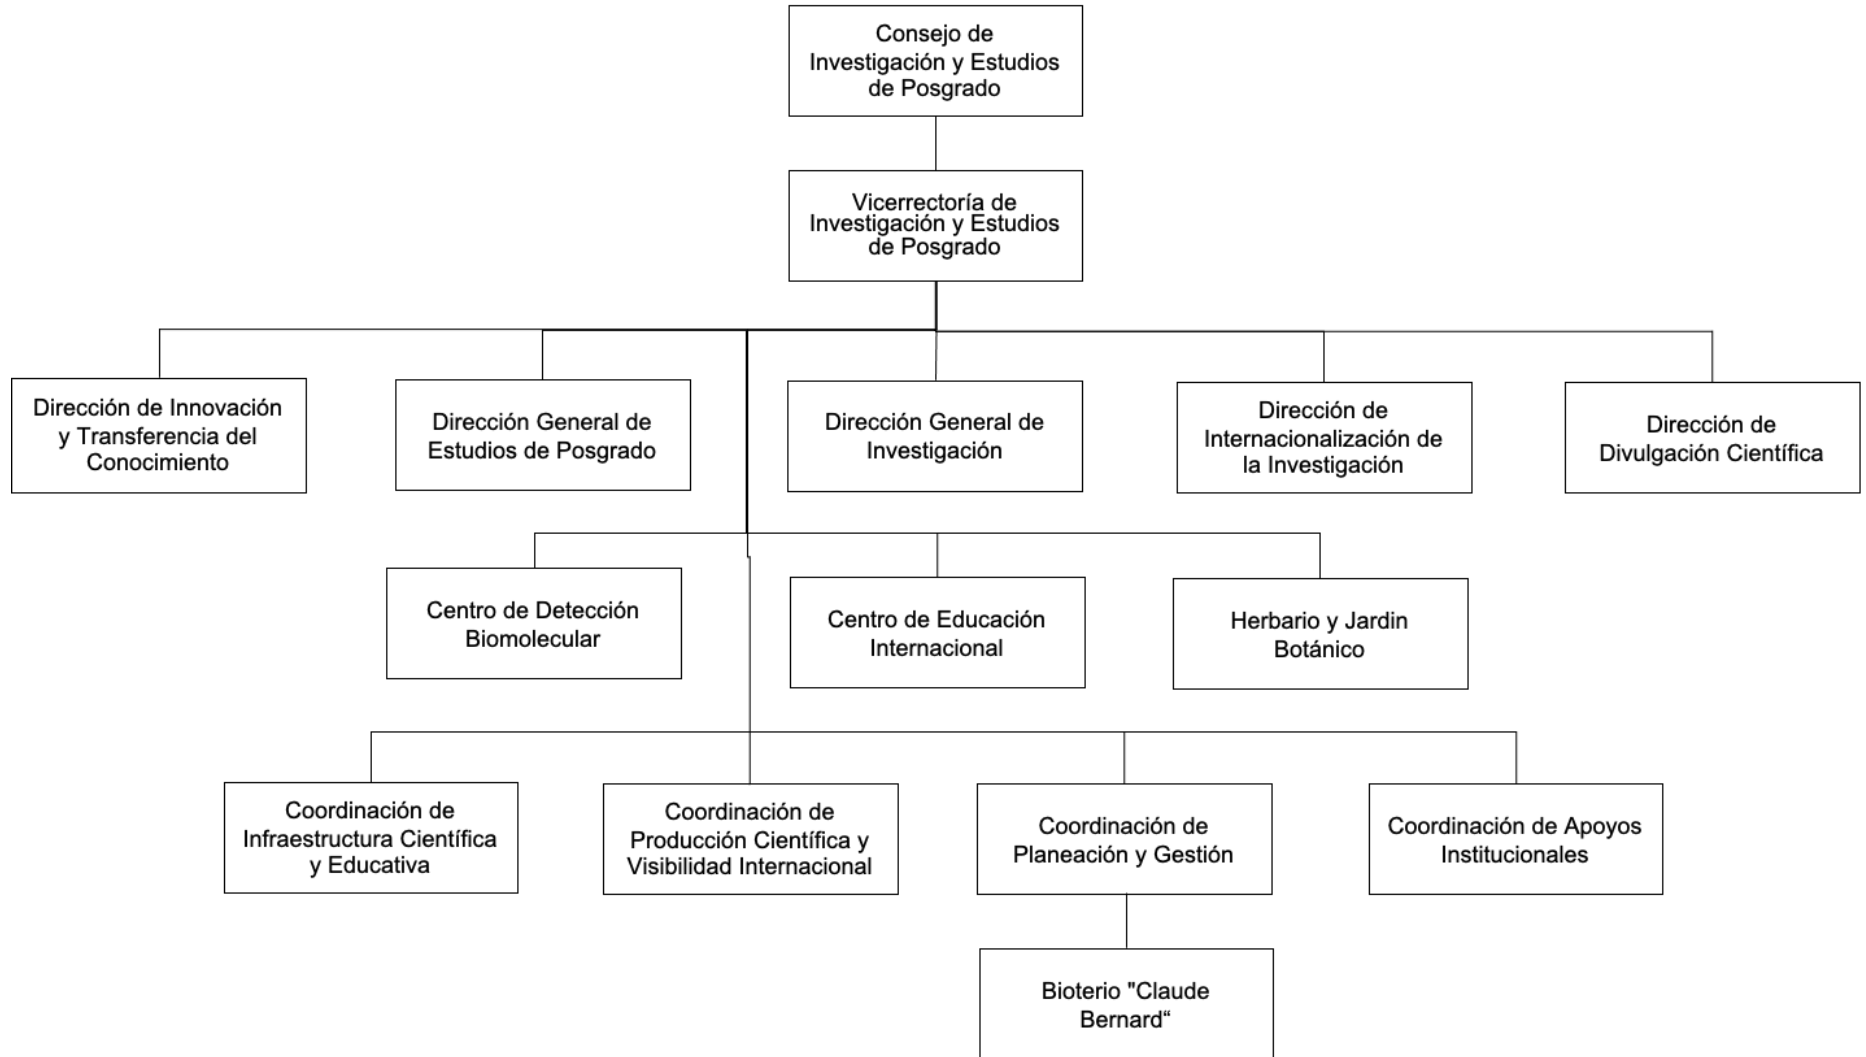 Consejo de
Investigación y Estudios
de Posgrado
Vicerrectoría de
Investigación y Estudios
de Posgrado
Dirección de Innovación
y Transferencia del
Conocimiento
Dirección General de
Estudios de Posgrado
Dirección General de
Investigación
Dirección de
Internacionalización de
la Investigación
Dirección de
Divulgación Científica
Centro de Detección
Biomolecular
Centro de Educación
Internacional
Herbario y Jardin
Botánico
Coordinación de
Infraestructura Científica
y Educativa
Coordinación de
Producción Científica y
Visibilidad Internacional
Coordinación de
Planeación y Gestión
Coordinación de Apoyos
Institucionales
Bioterio "Claude
Bernard“